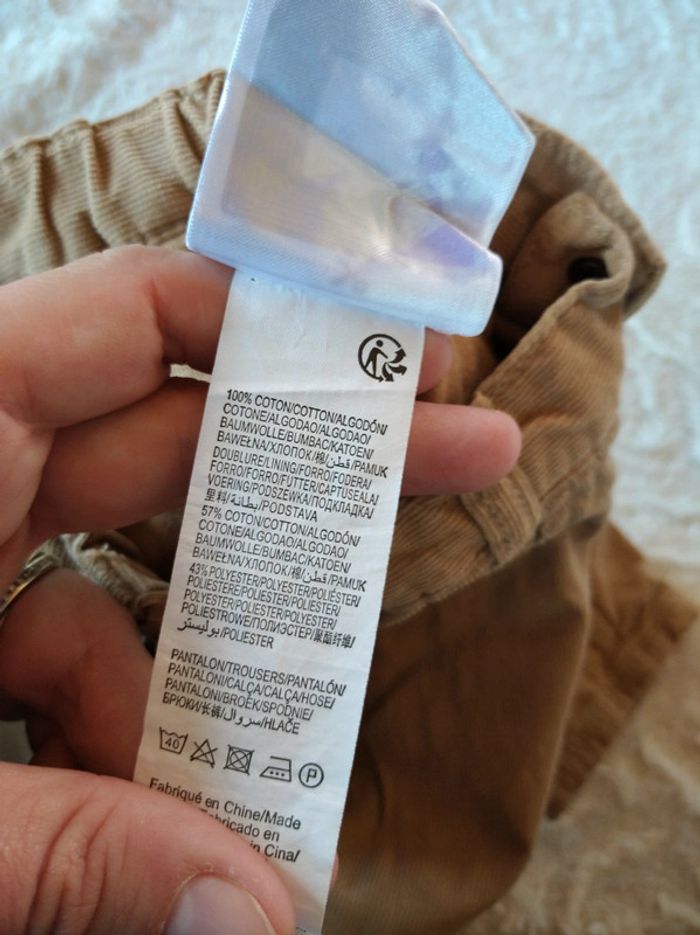 100% COTON/COTTON/ALGODÓN/
COTONE/ALGODAO/ALGODAO/
BAUMWOLLE/BUMBAC/KATOEN/
BAWEŁNA/ХЛОПОК/棉/قطن/PAMUK
DOUBLURE/LINING/FORRO/FODERA/
FORRO/FORRO/FUTTER/CAPTUSEALA/
VOERING/PODSZEWKA/ПОДКЛАДКА/
里料/بطانة/PODSTAVA
57% COTON/COTTON/ALGODÓN/
COTONE/ALGODAO/ALGODAO/
BAUMWOLLE/BUMBAC/KATOEN/
BAWEŁNA/ХЛОПОК/棉/قطن/PAMUK
43% POLYESTER/POLYESTER/POLIÉSTER/
POLIESTERE/POLIESTER/POLIESTER/
POLYESTER/POLYESTER/POLYESTER/
POLIESTROWE/ПОЛИЭСТЕР/聚酯纤维/
بوليستر/POLIESTER
PANTALON/TROUSERS/PANTALÓN/
PANTALONI/CALÇA/CALÇA/HOSE/
PANTALONI/BROEK/SPODNIE/
БРЮКИ/长裤/سروال/HLAČE
40 P
Fabriqué en Chine/Made
en
in Cina/